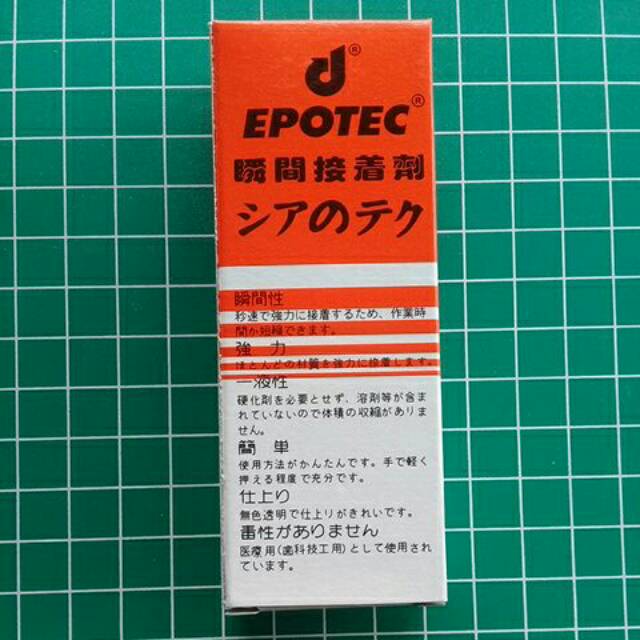 d®
EPOTEC®
瞬間接着劑
シアのテク
瞬間性
秒速で強力に接着するため、作業時
間が短縮できます。
強 力
ほとんどの材質を強力に接着します。
一液性
硬化剤を必要とせず、溶剤等が含ま
れていないので体積の収縮がありま
せん。
簡 単
使用方法がかんたんです。手で軽く
押える程度で充分です。
仕上り
無色透明で仕上りがきれいです。
毒性がありません
医療用(歯科技工用)として使用され
ています。